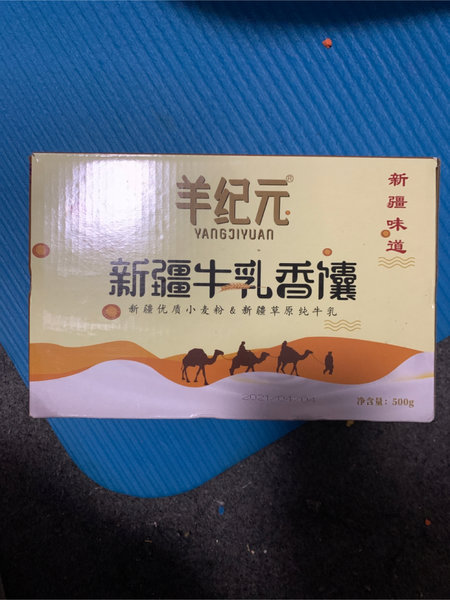 羊纪元®
YANGJIYUAN
新疆味道
新疆牛乳香馕
新疆优质小麦粉 & 新疆草原纯牛乳
净含量：500g